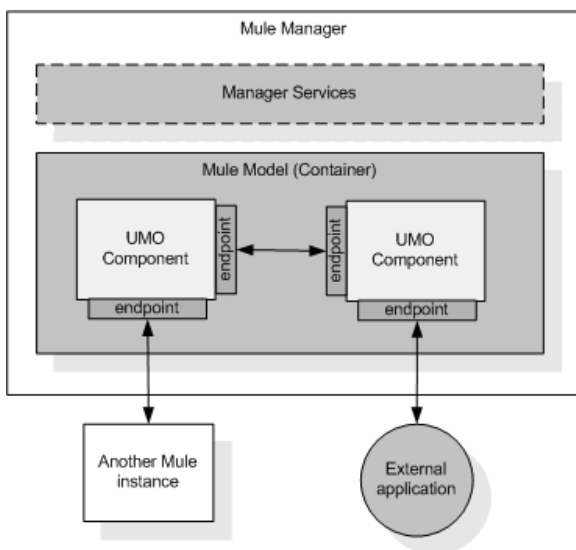 Mule Manager
Manager Services
Mule Model (Container)
UMO
Component
endpoint
endpoint
UMO
Component
endpoint
endpoint
Another Mule
instance
External
application